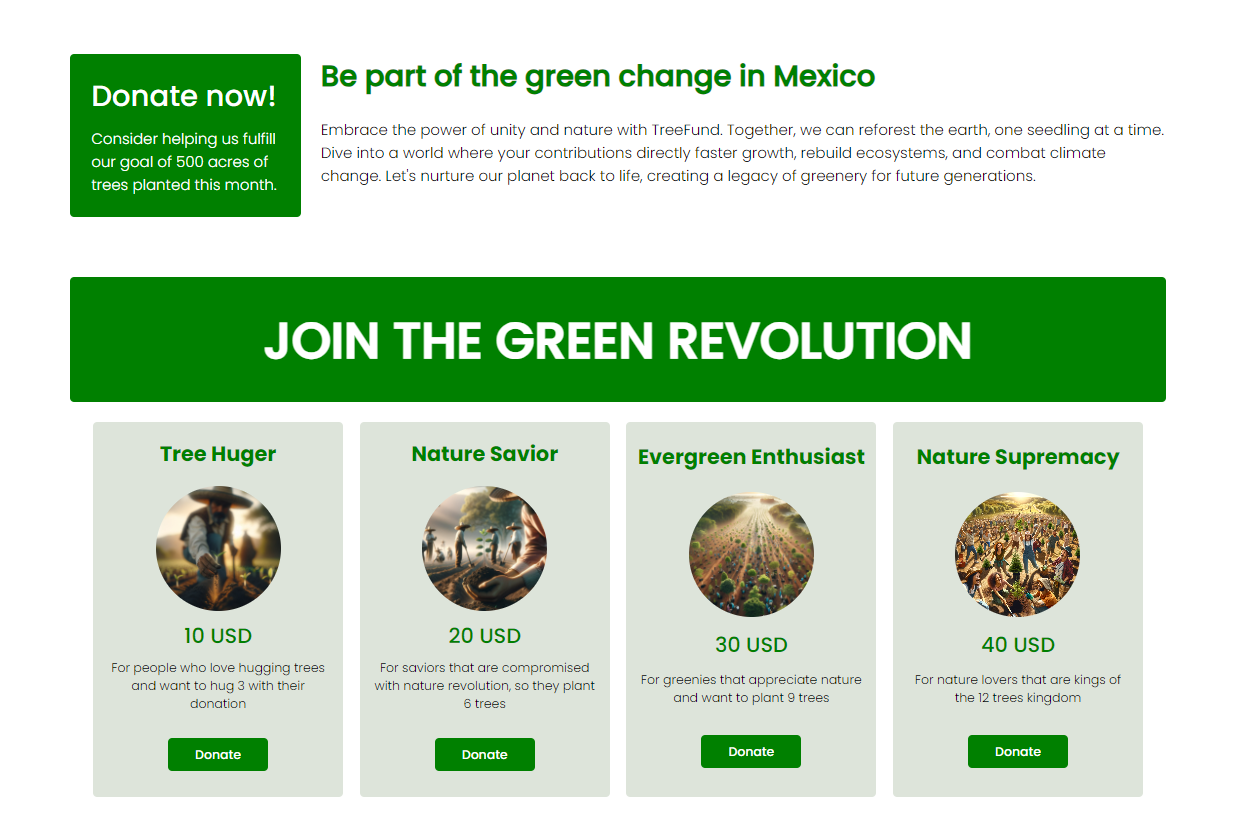 Donate now!
Consider helping us fulfill
our goal of 500 acres of
trees planted this month.
Be part of the green change in Mexico
Embrace the power of unity and nature with TreeFund. Together, we can reforest the earth, one seedling at a time.
Dive into a world where your contributions directly faster growth, rebuild ecosystems, and combat climate
change. Let's nurture our planet back to life, creating a legacy of greenery for future generations.
JOIN THE GREEN REVOLUTION
Tree Huger
10 USD
For people who love hugging trees
and want to hug 3 with their
donation
Donate
Nature Savior
20 USD
For saviors that are compromised
with nature revolution, so they plant
6 trees
Donate
Evergreen Enthusiast
30 USD
For greenies that appreciate nature
and want to plant 9 trees
Donate
Nature Supremacy
40 USD
For nature lovers that are kings of
the 12 trees kingdom
Donate